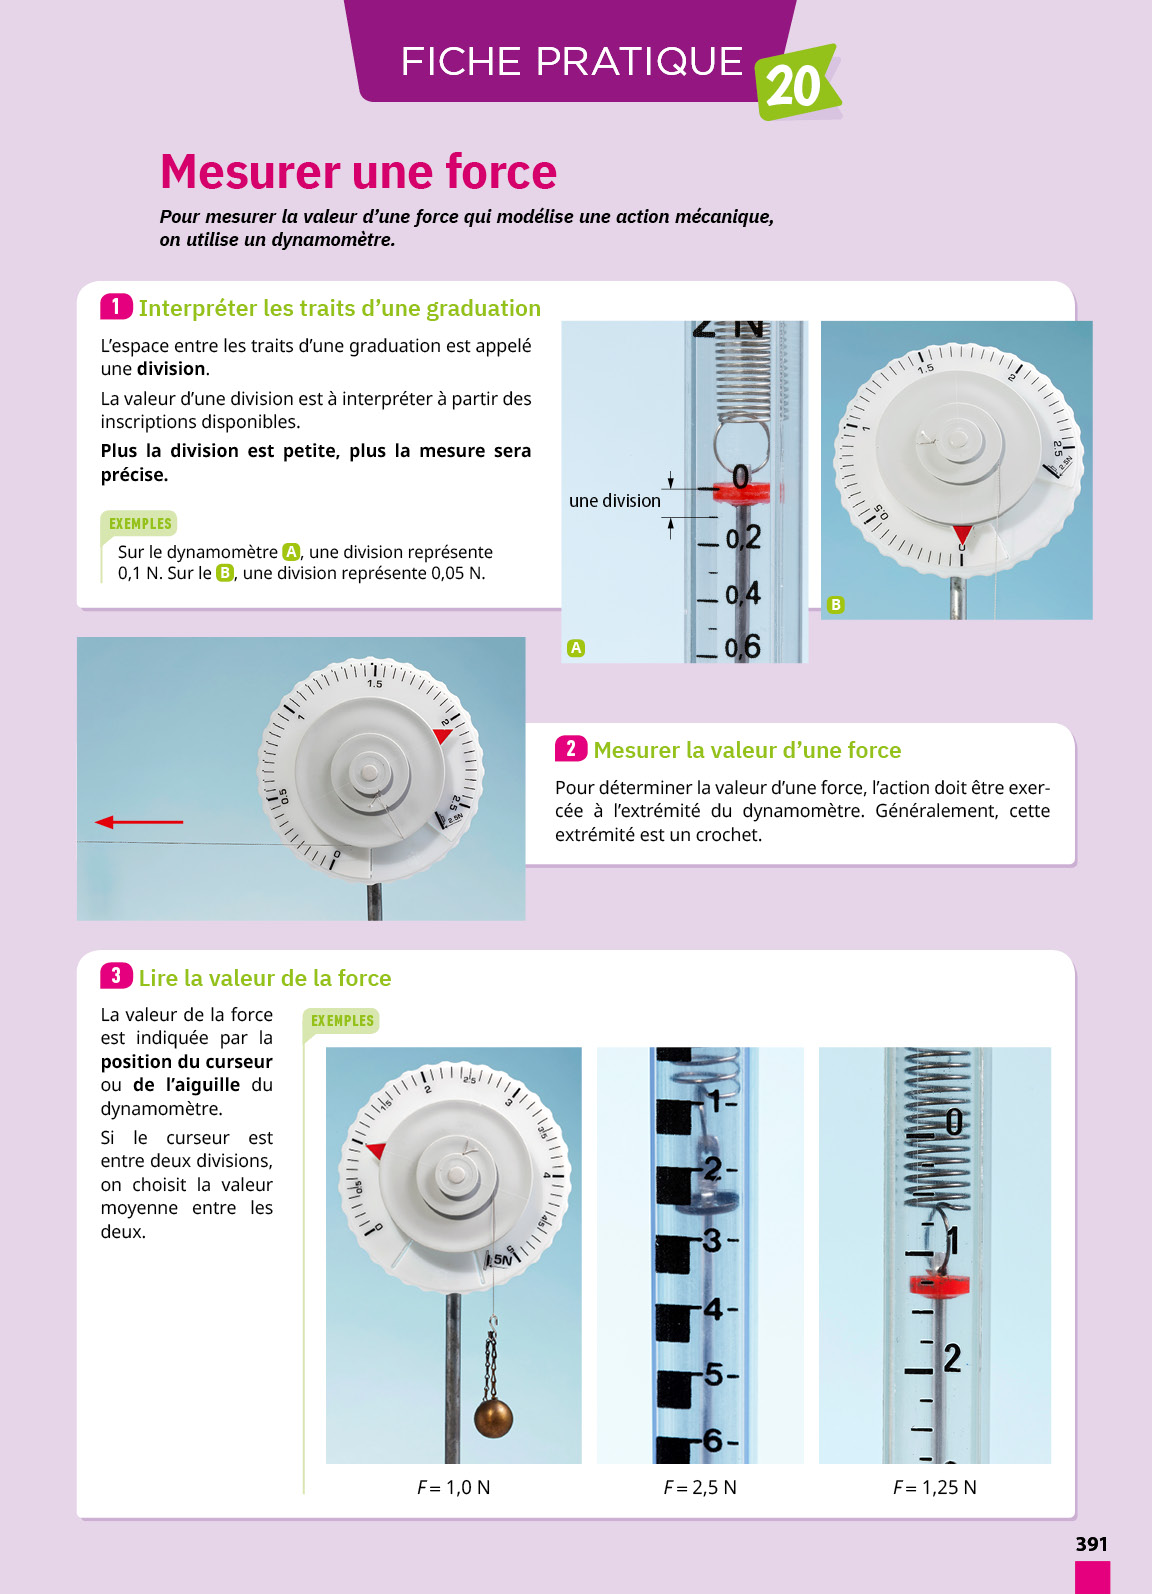 FICHE PRATIQUE
20
Mesurer une force
Pour mesurer la valeur d’une force qui modélise une action mécanique,
on utilise un dynamomètre.
1 Interpréter les traits d’une graduation
L’espace entre les traits d’une graduation est appelé
une division.
La valeur d’une division est à interpréter à partir des
inscriptions disponibles.
Plus la division est petite, plus la mesure sera
précise.
EXEMPLES
Sur le dynamomètre A, une division représente
0,1 N. Sur le B, une division représente 0,05 N.
2 N
0
une division
0,2
0,4
0,6
A
0
0.5
1
1.5
2
2.5
2.5N
B
0
0.5
1
1.5
2
2.5
2.5N
2 Mesurer la valeur d’une force
Pour déterminer la valeur d’une force, l’action doit être exer-
cée à l’extrémité du dynamomètre. Généralement, cette
extrémité est un crochet.
3 Lire la valeur de la force
La valeur de la force
est indiquée par la
position du curseur
ou de l’aiguille du
dynamomètre.
Si le curseur est
entre deux divisions,
on choisit la valeur
moyenne entre les
deux.
EXEMPLES
0
0.5
1.5
2
2.5
3
3.5
4
4.5
5
5N
F = 1,0 N
1
2
3
4
5
6
F = 2,5 N
0
1
2
F = 1,25 N
391